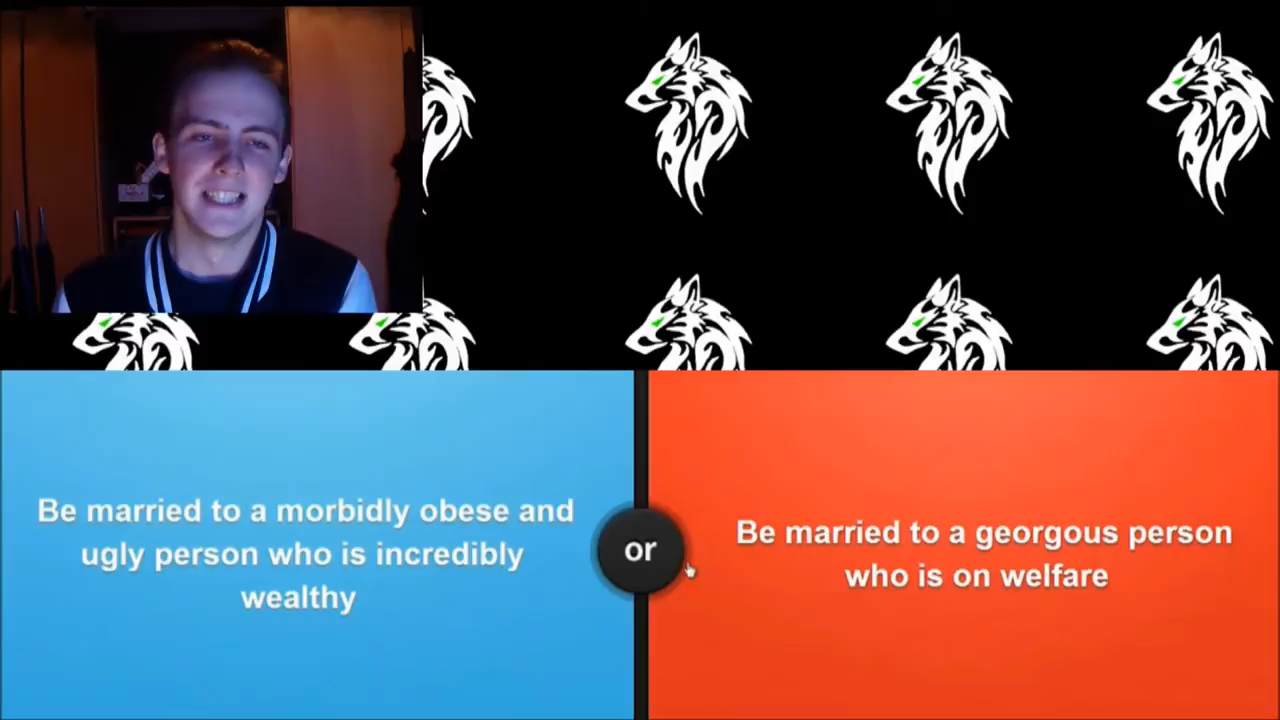 Be married to a morbidly obese and
ugly person who is incredibly
wealthy
or
Be married to a georgous person
who is on welfare